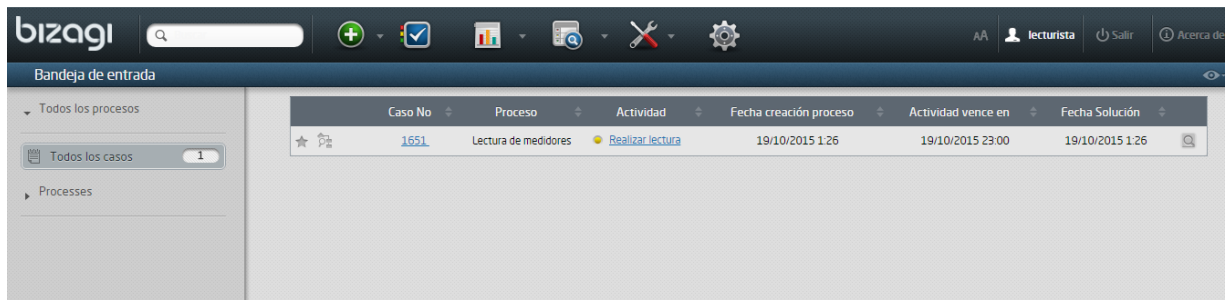 bizagi
AA lecturista Salir Acerca de
Bandeja de entrada
Todos los procesos
Todos los casos 1
Processes
Caso No Proceso Actividad Fecha creación proceso Actividad vence en Fecha Solución
1651 Lectura de medidores Realizar lectura 19/10/2015 1:26 19/10/2015 23:00 19/10/2015 1:26